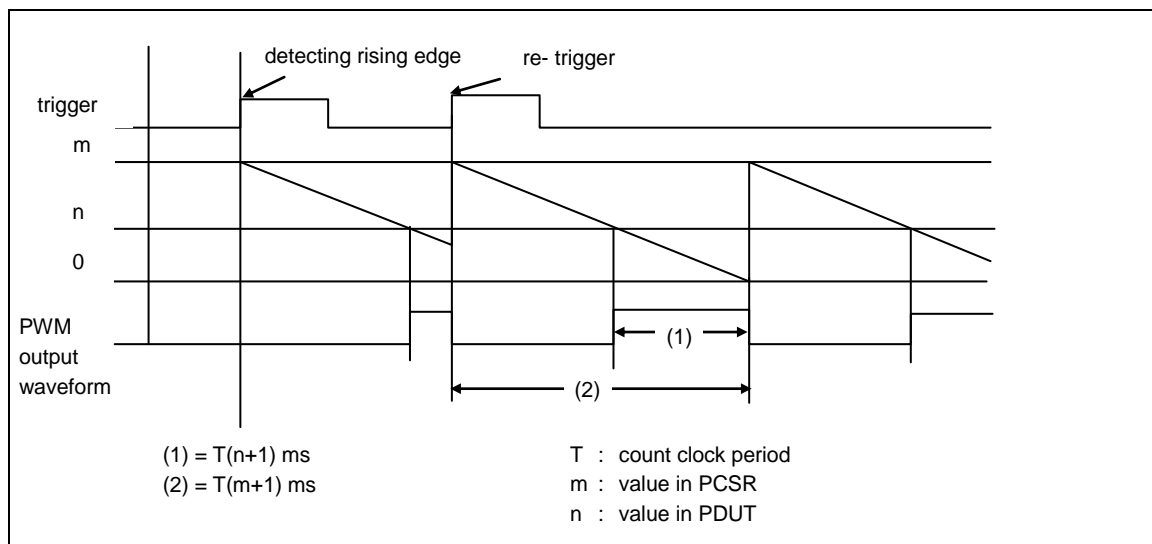 detecting rising edge
re- trigger
trigger
m
n
0
PWM
output
waveform
(1)
(2)
(1) = T(n+1) ms
(2) = T(m+1) ms
T : count clock period
m : value in PCSR
n : value in PDUT